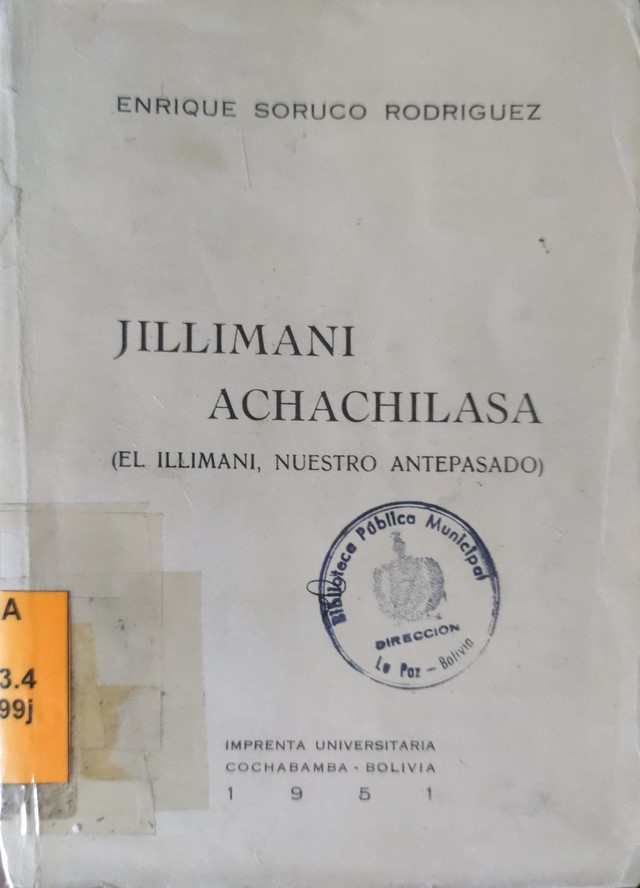 ENRIQUE SORUCO RODRIGUEZ
JILLIMANI
ACHACHILASA
(EL ILLIMANI, NUESTRO ANTEPASADO)
Biblioteca Pública Municipal
DIRECCION
La Paz - Bolivia
A
3.4
99j
IMPRENTA UNIVERSITARIA
COCHABAMBA - BOLIVIA
1 9 5 1